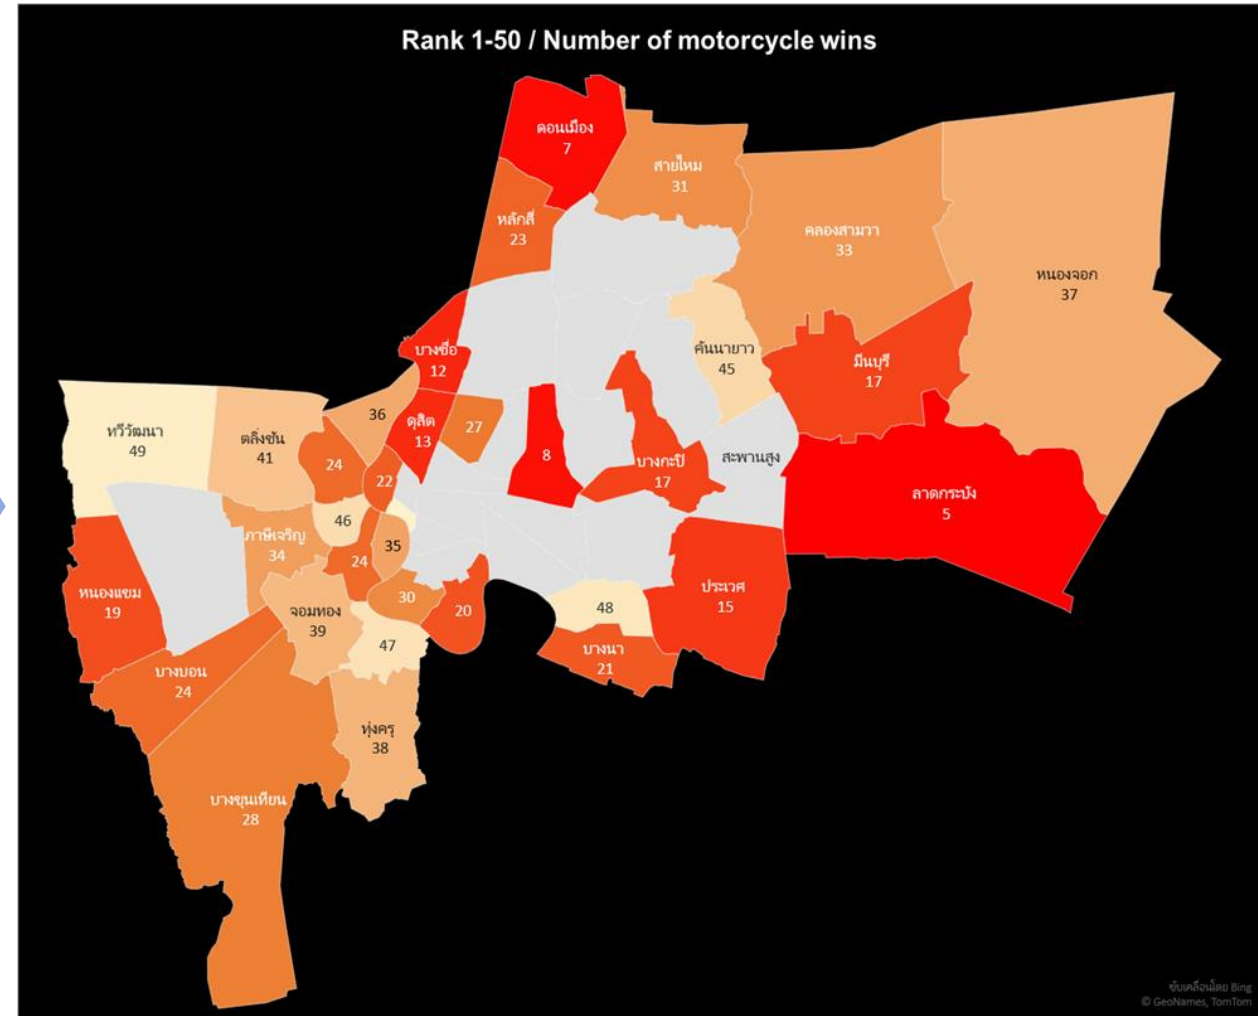 Rank 1-50 / Number of motorcycle wins
ดอนเมือง
7
สายไหม
31
หลักสี่
23
คลองสามวา
33
หนองจอก
37
บางซื่อ
12
คันนายาว
45
มีนบุรี
17
36
ดุสิต
13
27
ทวีวัฒนา
49
ตลิ่งชัน
41
24
8
บางกะปิ
17
สะพานสูง
22
ลาดกระบัง
5
46
ภาษีเจริญ
34
35
24
หนองแขม
19
ประเวศ
15
30
20
48
จอมทอง
39
47
บางนา
21
บางบอน
24
ทุ่งครุ
38
บางขุนเทียน
28
ขับเคลื่อนโดย Bing
© GeoNames, TomTom